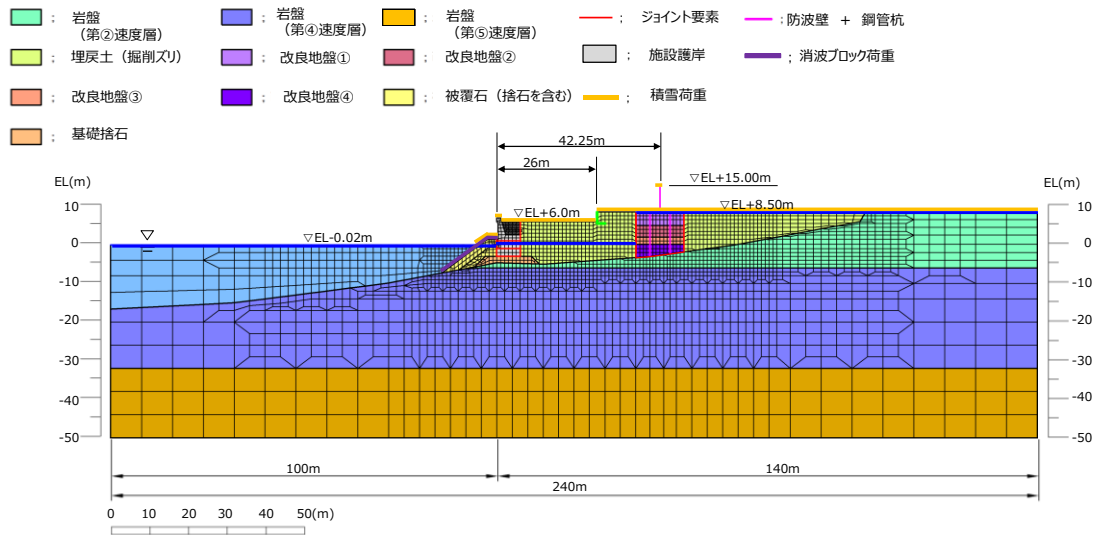 ; 岩盤
(第②速度層)
; 岩盤
(第④速度層)
; 岩盤
(第⑤速度層)
; ジョイント要素
; 防波壁 + 鋼管杭
; 埋戻土(掘削ズリ)
; 改良地盤①
; 改良地盤②
; 施設護岸
; 消波ブロック荷重
; 改良地盤③
; 改良地盤④
; 被覆石(捨石を含む)
; 積雪荷重
; 基礎捨石
42.25m
26m
▽EL+15.00m
EL(m)
EL(m)
▽EL+6.0m
▽EL+8.50m
▽EL-0.02m
10
0
-10
-20
-30
-40
-50
10
0
-10
-20
-30
-40
-50
100m
140m
240m
0 10 20 30 40 50(m)